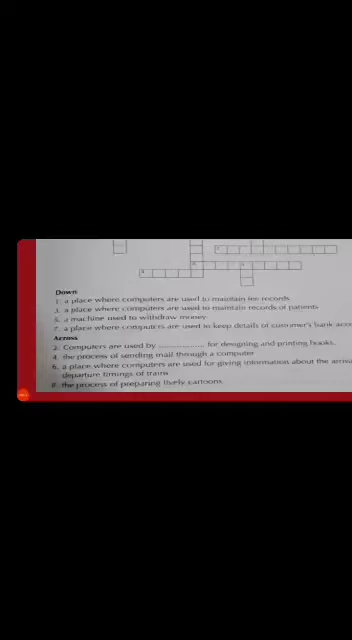 Down
1. a place where computers are used to maintain fee records
3. a place where computers are used to maintain records of patients
5. a machine used to withdraw money
7. a place where computers are used to keep details of customer's bank
Across
2. Computers are used by .................... for designing and printing books.
4. the process of sending mail through a computer
6. a place where computers are used for giving information about the
departure timings of trains
8. the process of preparing lively cartoons